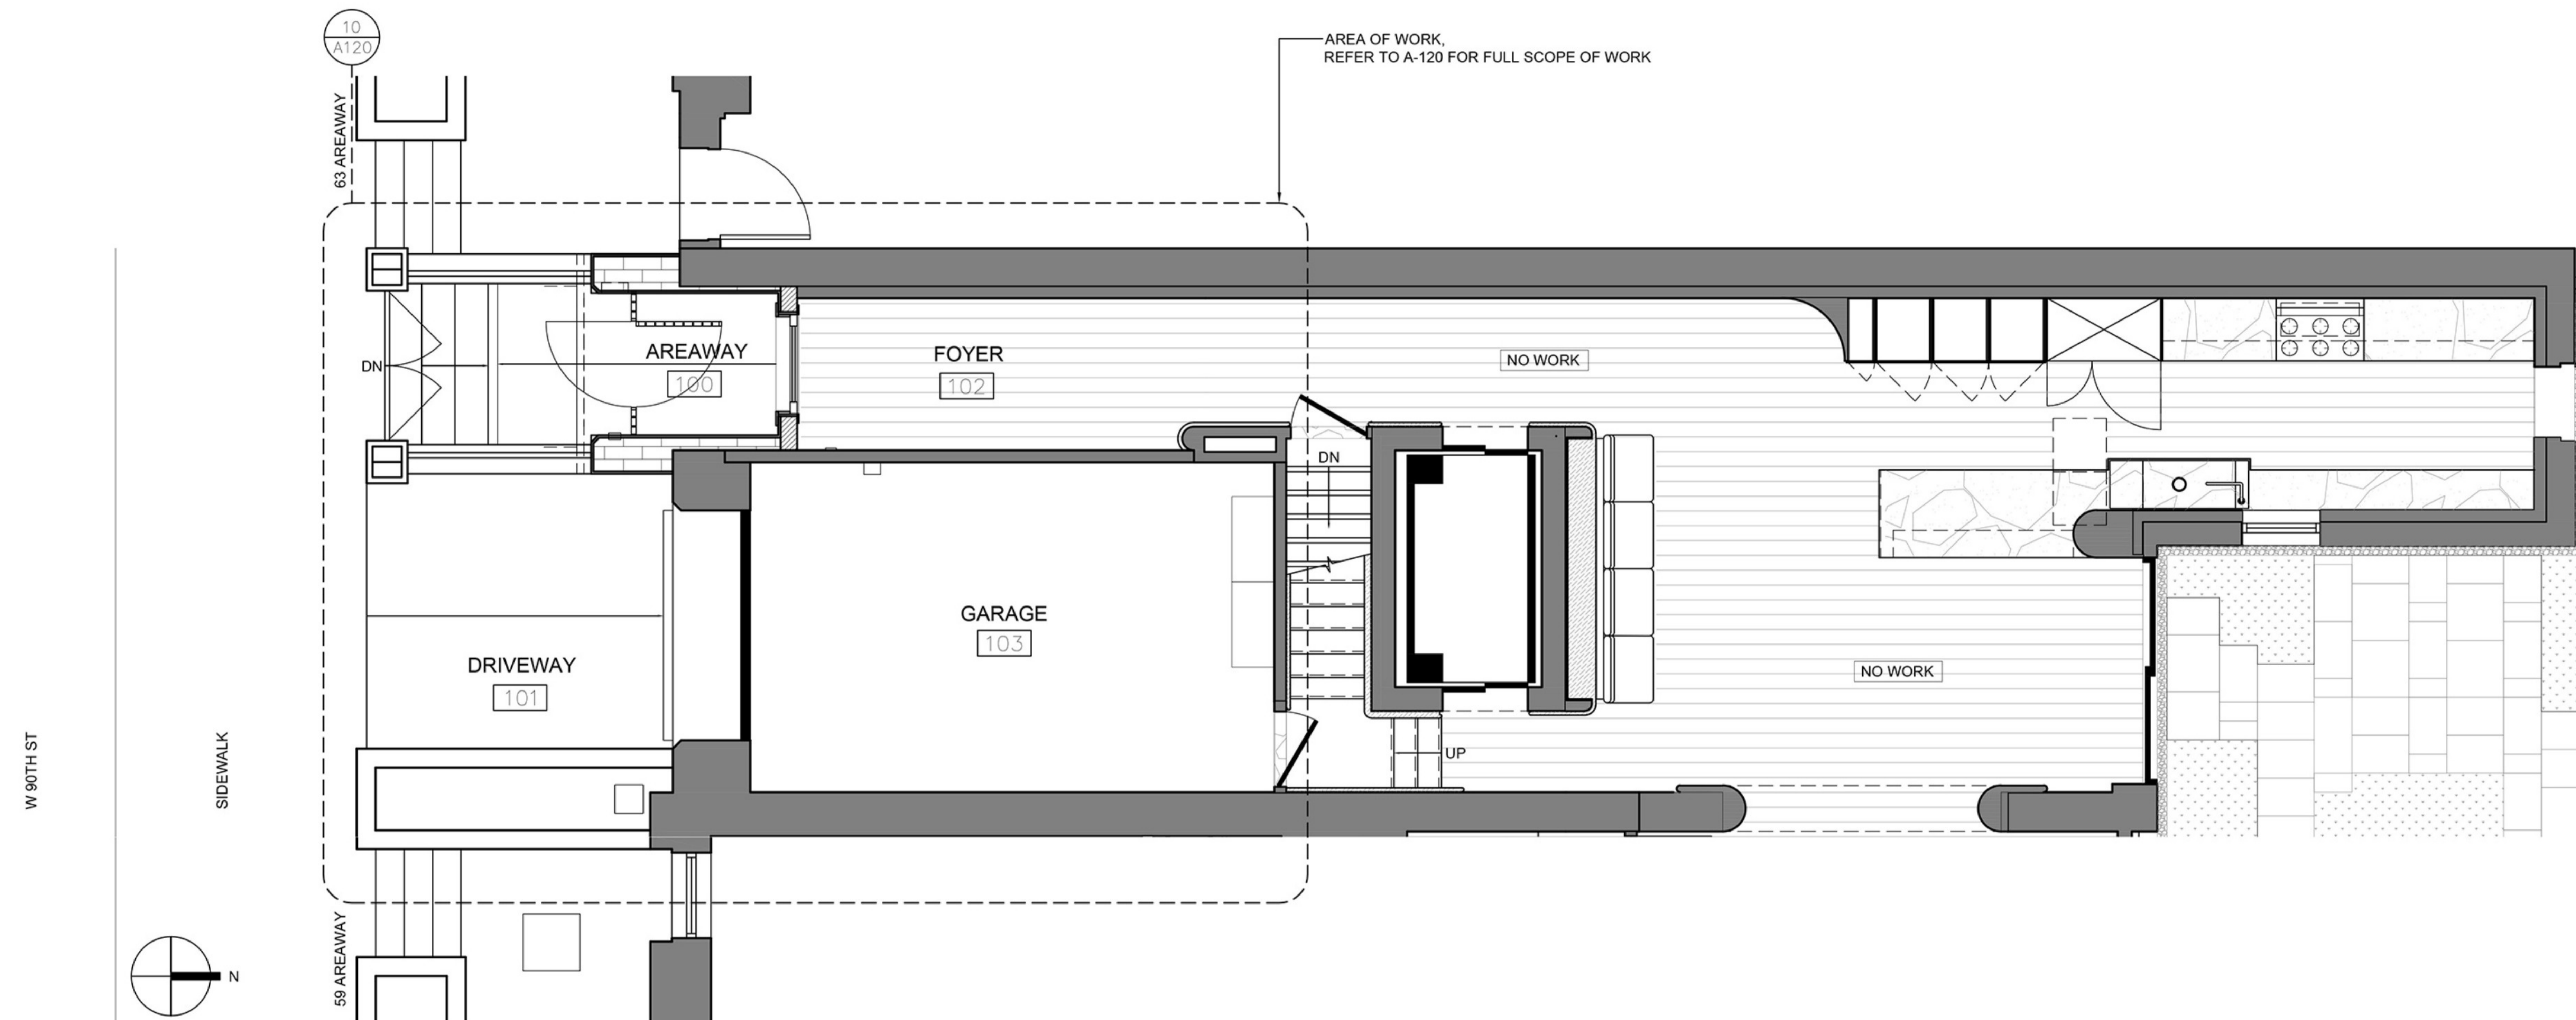 10
A120
AREA OF WORK,
REFER TO A-120 FOR FULL SCOPE OF WORK
63 AREAWAY
DN
AREAWAY
100
FOYER
102
NO WORK
DN
GARAGE
103
DRIVEWAY
101
NO WORK
UP
W 90TH ST
SIDEWALK
59 AREAWAY
N